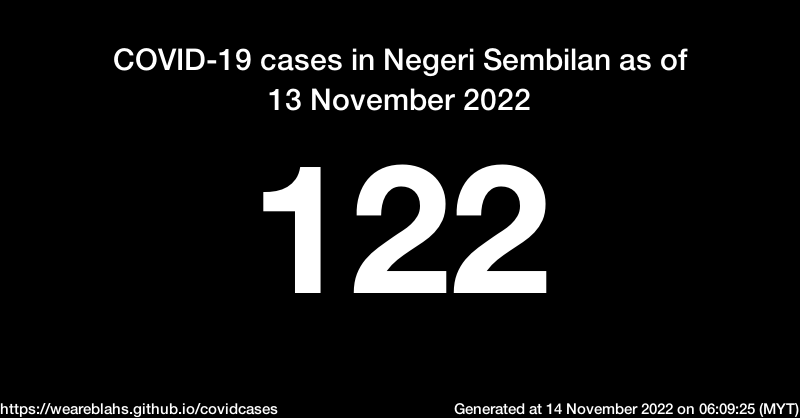 COVID-19 cases in Negeri Sembilan as of
13 November 2022
122
https://weareblahs.github.io/covidcases
Generated at 14 November 2022 on 06:09:25 (MYT)